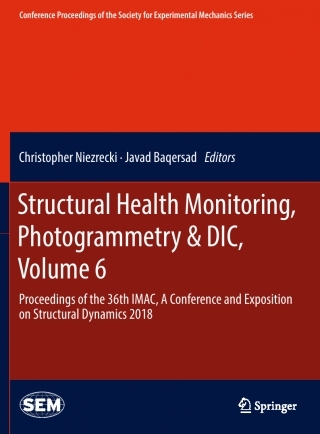 Conference Proceedings of the Society for Experimental Mechanics Series
Christopher Niezrecki · Javad Baqersad Editors
Structural Health Monitoring,
Photogrammetry & DIC,
Volume 6
Proceedings of the 36th IMAC, A Conference and Exposition
on Structural Dynamics 2018
SEM
Springer